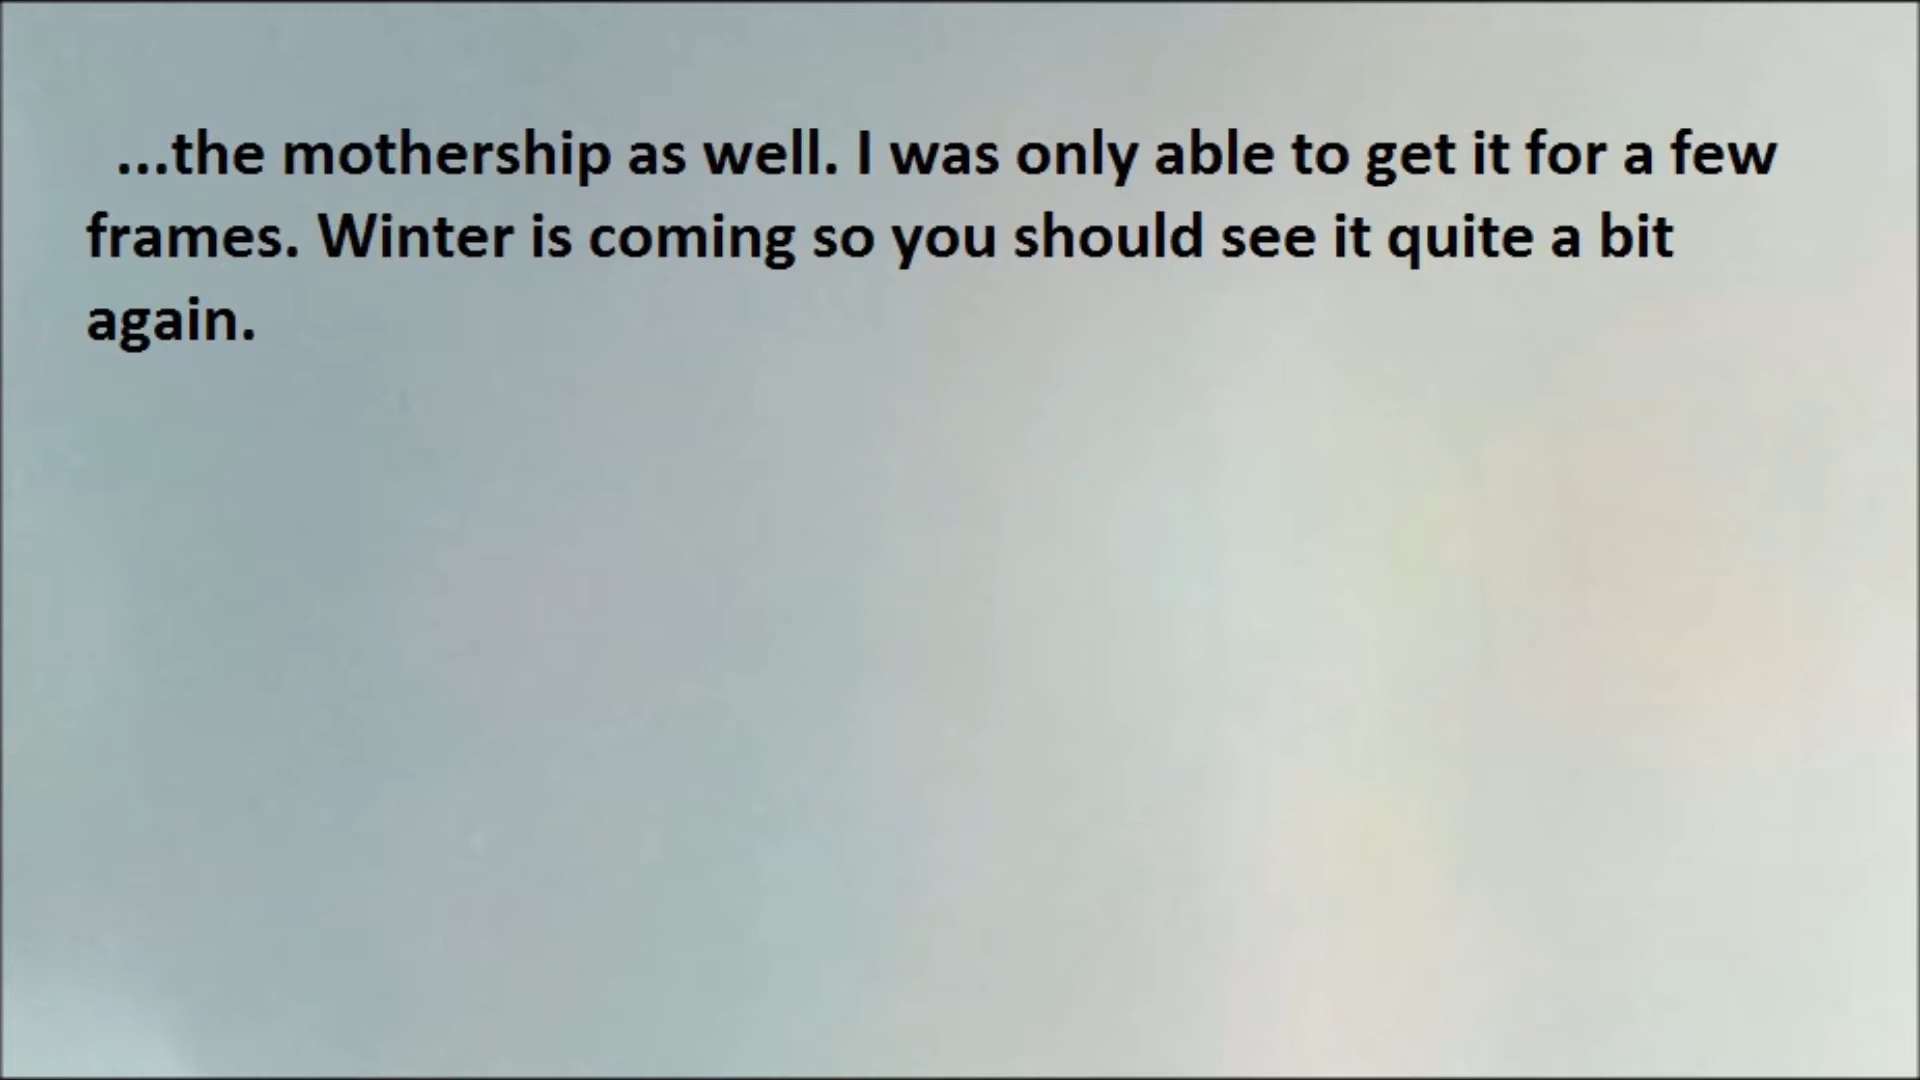 ...the mothership as well. I was only able to get it for a few
frames. Winter is coming so you should see it quite a bit
again.